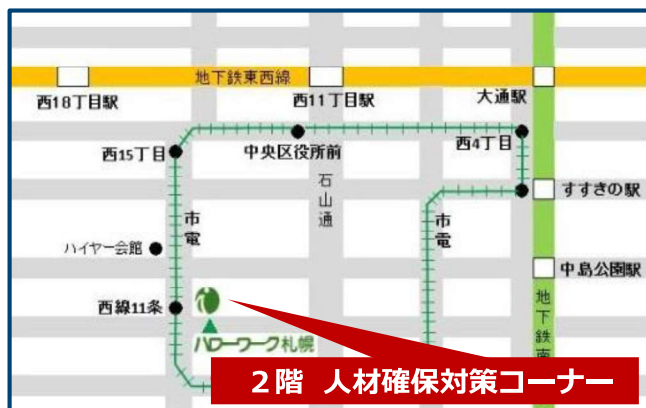 地下鉄東西線
西18丁目駅
西11丁目駅
大通駅
西15丁目
中央区役所前
西4丁目
石山通
すすきの駅
市電
市電
ハイヤー会館
中島公園駅
西線11条
地下鉄南
ハローワーク札幌
2階 人材確保対策コーナー